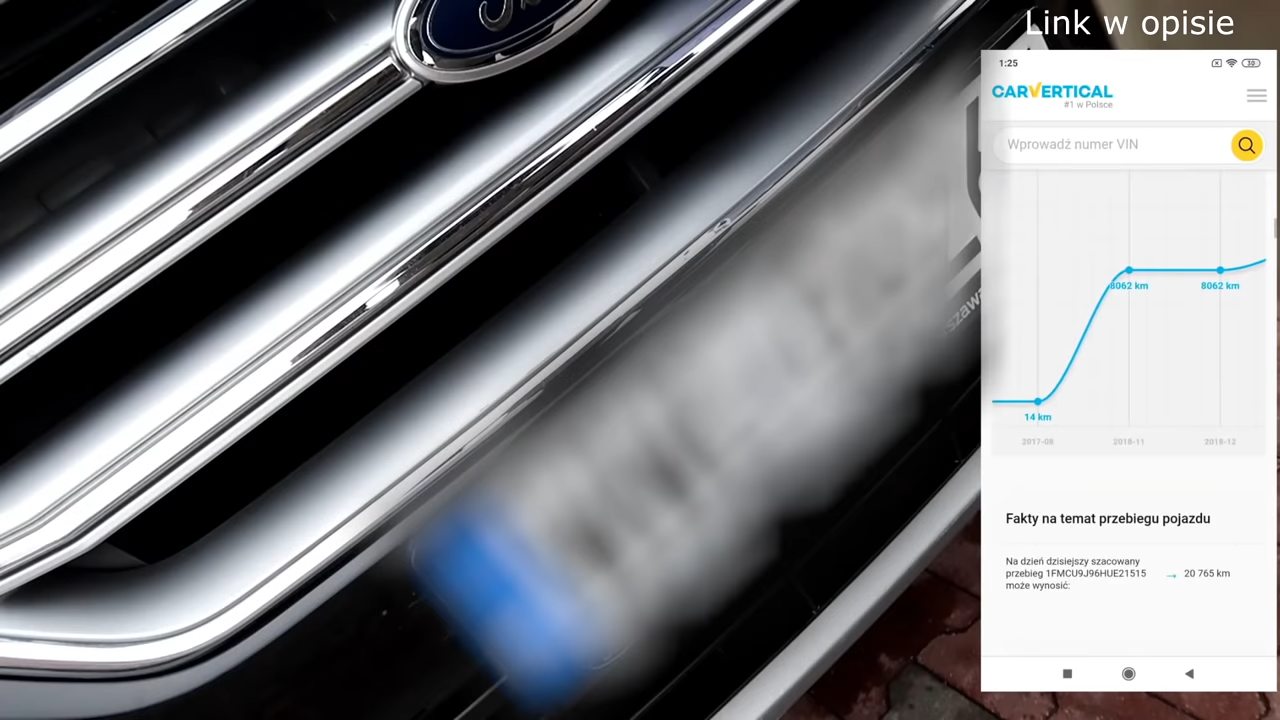 Link w opisie
1:25
30
CARVERTICAL
#1 w Polsce
Wprowadź numer VIN
8062 km
8062 km
14 km
2017-08
2018-11
2018-12
Fakty na temat przebiegu pojazdu
Na dzień dzisiejszy szacowany
przebieg 1FMCU9J96HUE21515 → 20 765 km
może wynosić: